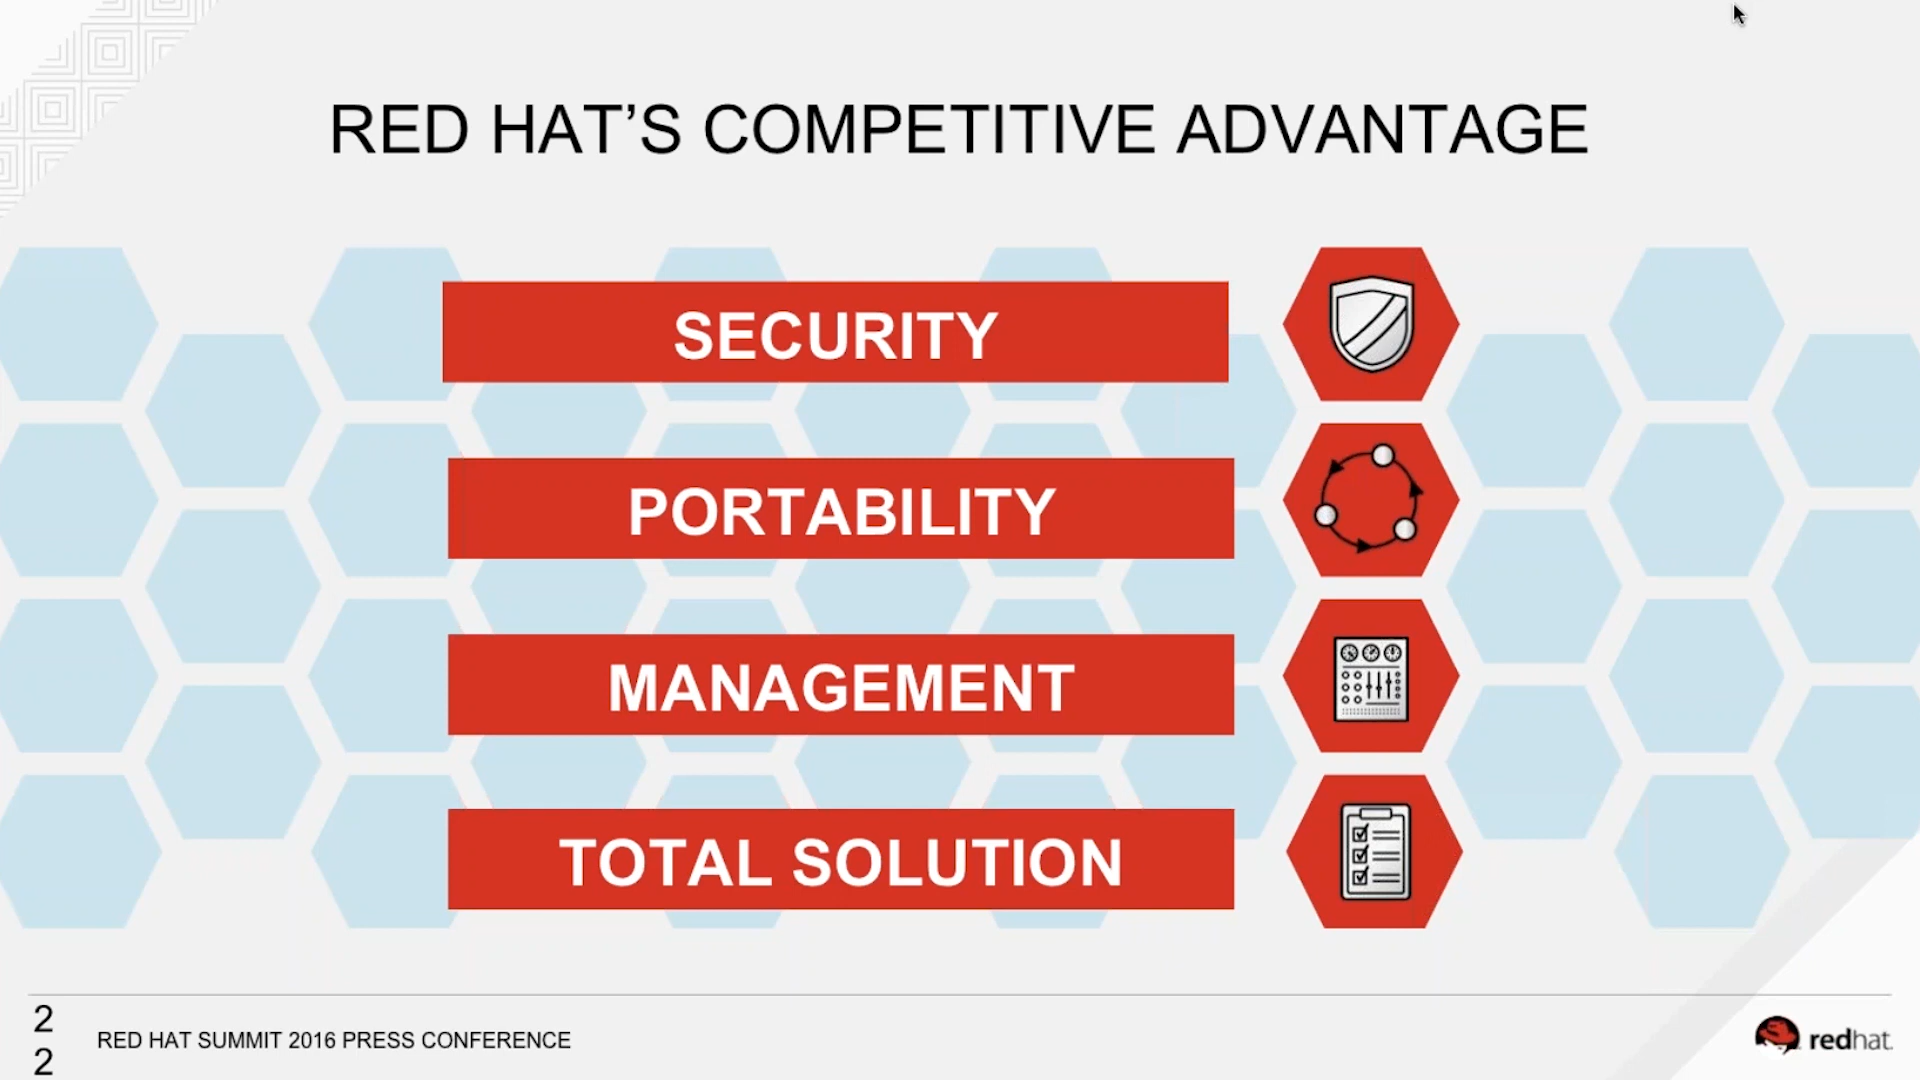 RED HAT’S COMPETITIVE ADVANTAGE
SECURITY
PORTABILITY
MANAGEMENT
TOTAL SOLUTION
2
2
RED HAT SUMMIT 2016 PRESS CONFERENCE
redhat.